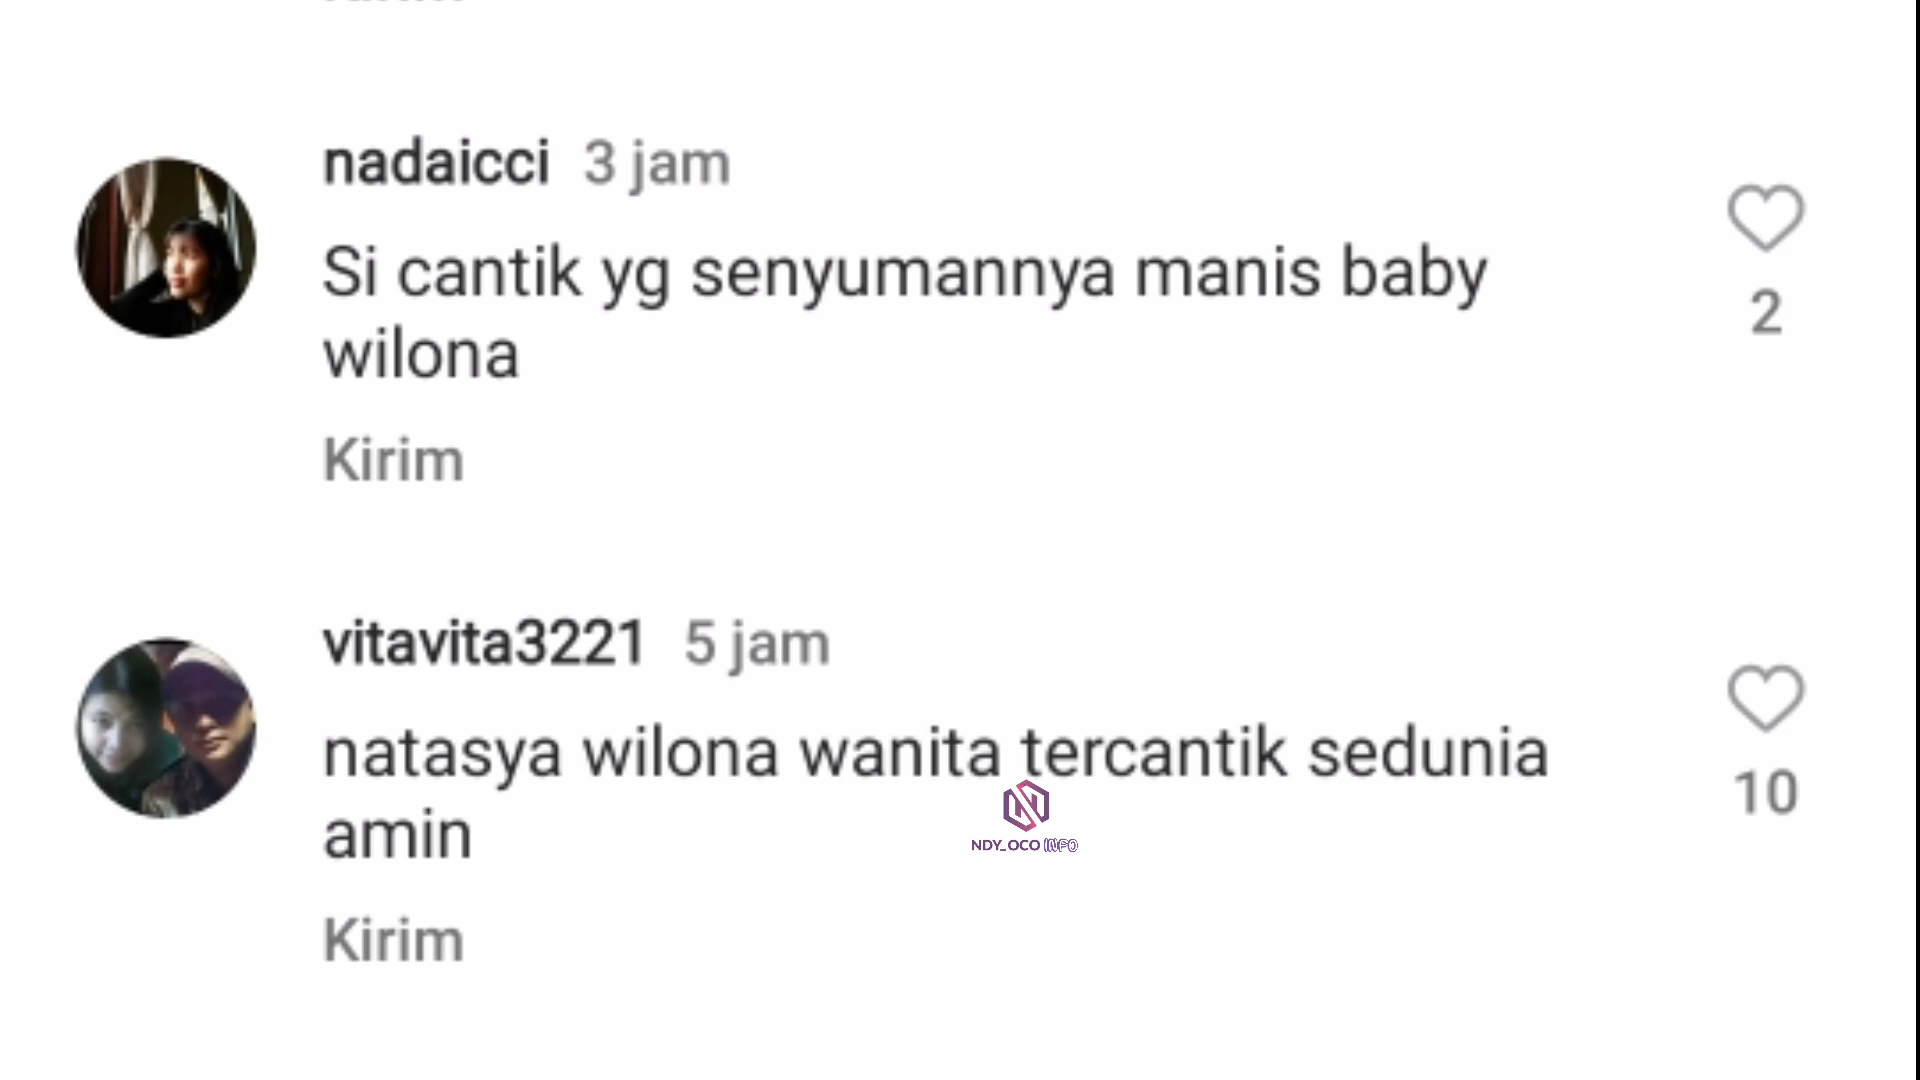 nadaicci 3 jam
Si cantik yg senyumannya manis baby
wilona
2
Kirim
vitavita3221 5 jam
natasya wilona wanita tercantik sedunia
amin
10
NDY_OCO INFO
Kirim